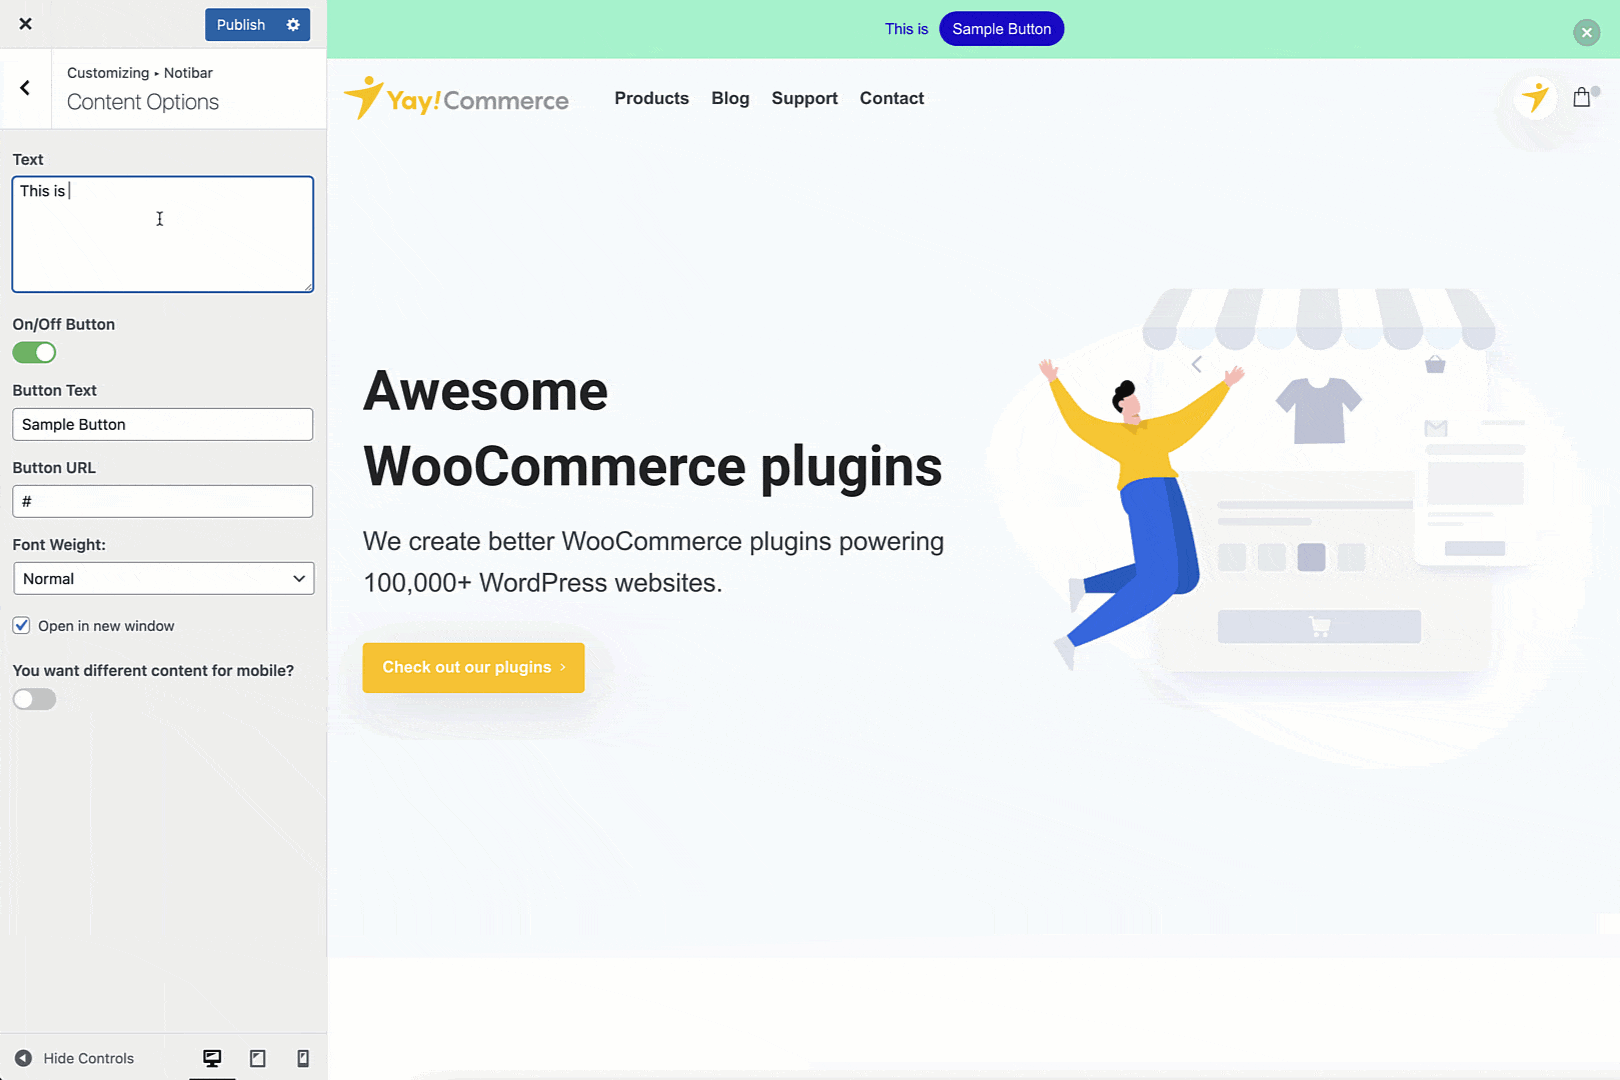 Publish
Customizing ▸ Notibar
Content Options
Text
This is
On/Off Button
Button Text
Sample Button
Button URL
#
Font Weight:
Normal
Open in new window
You want different content for mobile?
Hide Controls
This is
Sample Button
Yay! Commerce
Products
Blog
Support
Contact
Awesome
WooCommerce plugins
We create better WooCommerce plugins powering
100,000+ WordPress websites.
Check out our plugins ›